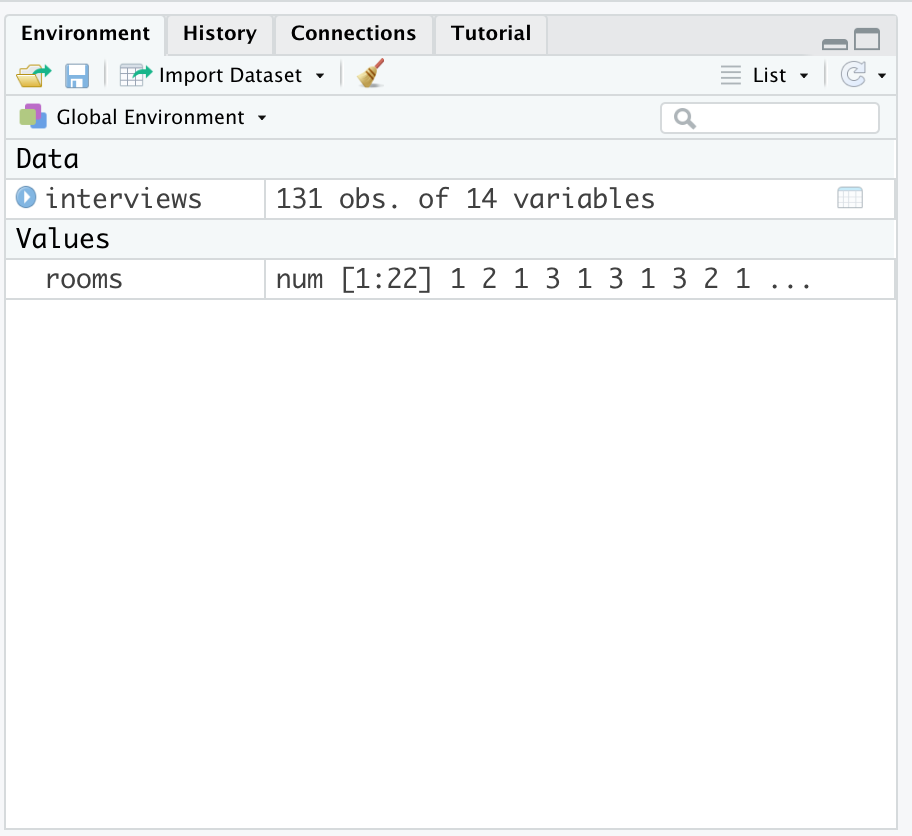 Environment History Connections Tutorial
Import Dataset List
Global Environment
Data
interviews 131 obs. of 14 variables
Values
rooms num [1:22] 1 2 1 3 1 3 1 3 2 1 ...